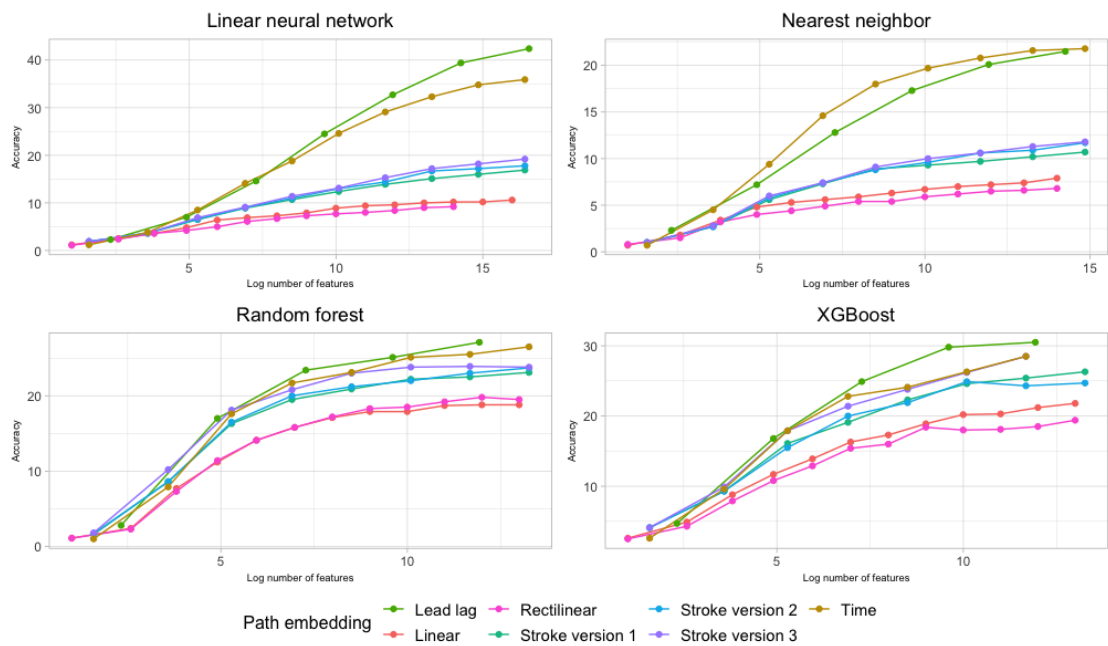 Linear neural network
Nearest neighbor
Accuracy
40
30
20
10
0
5
10
15
Log number of features
Accuracy
20
15
10
5
0
5
10
15
Log number of features
Random forest
XGBoost
Accuracy
20
10
0
5
10
Log number of features
Accuracy
30
20
10
5
10
Log number of features
Path embedding
Lead lag
Rectilinear
Stroke version 2
Time
Linear
Stroke version 1
Stroke version 3